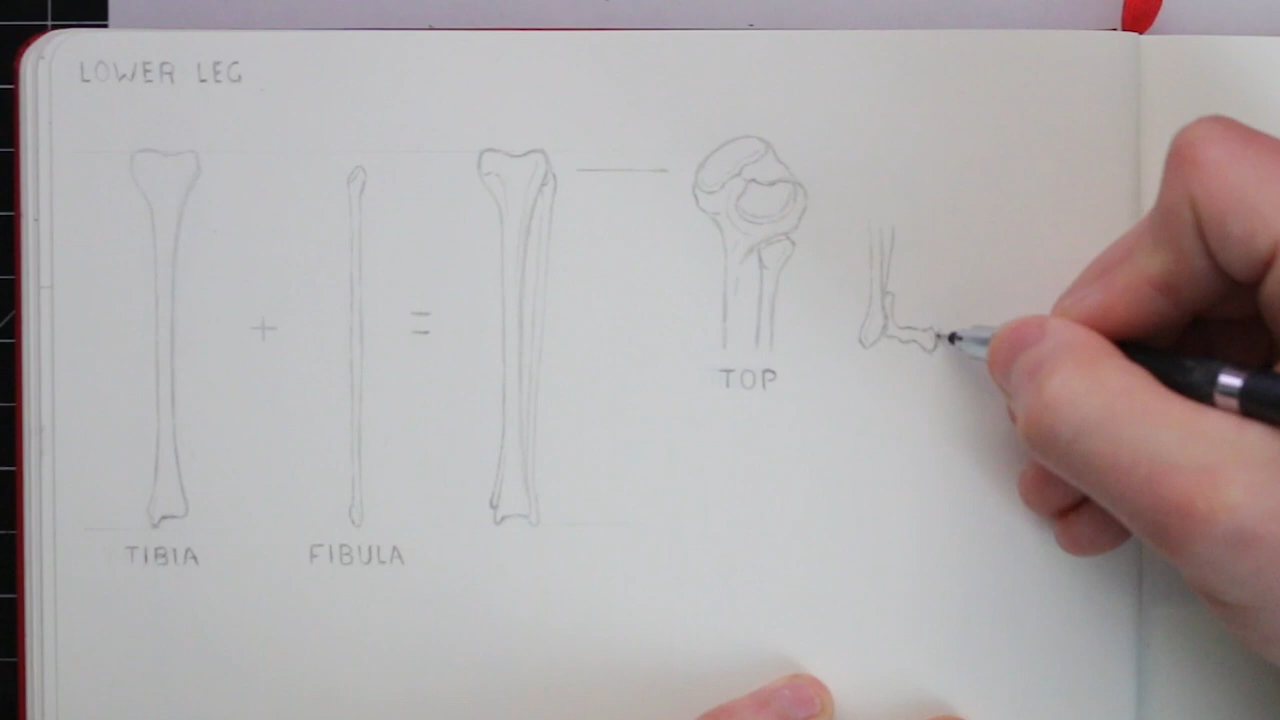 LOWER LEG
+
=
TOP
TIBIA
FIBULA